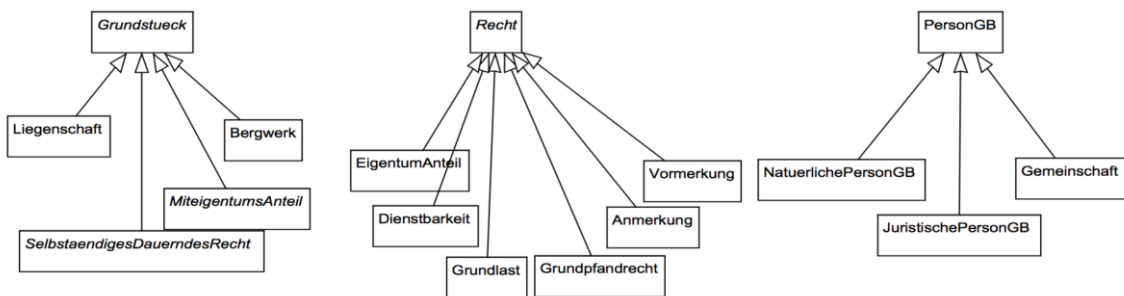 Grundstueck
Recht
PersonGB
Liegenschaft
Bergwerk
MiteigentumsAnteil
SelbstaendigesDauerndesRecht
EigentumAnteil
Vormerkung
Dienstbarkeit
Anmerkung
Grundlast
Grundpfandrecht
NatuerlichePersonGB
Gemeinschaft
JuristischePersonGB